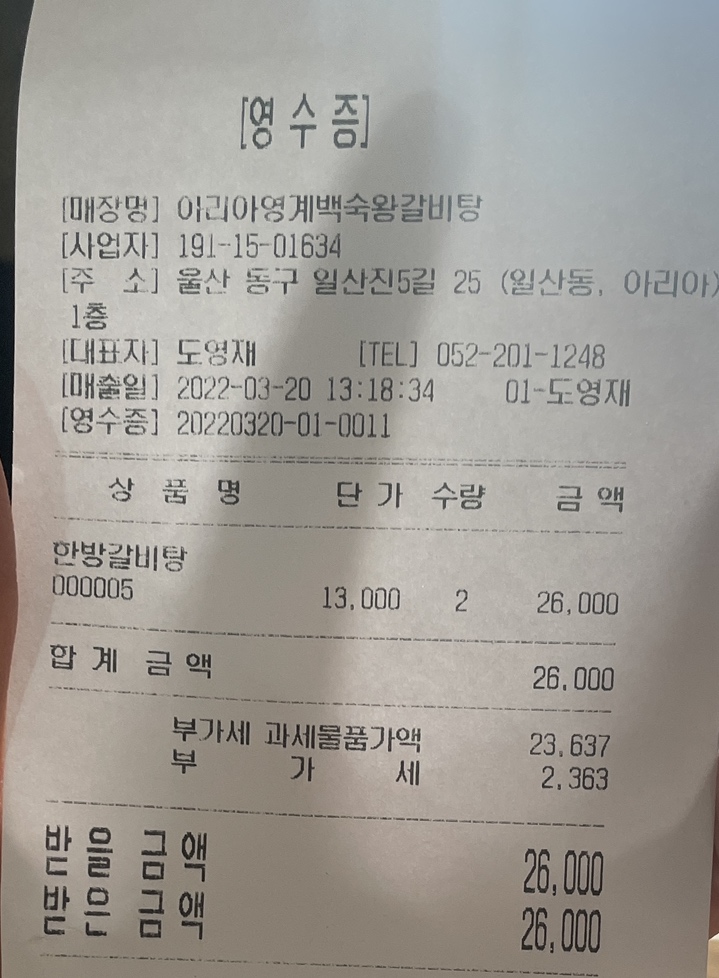 [영 수 증]
[매장명] 아리아영계백숙왕갈비탕
[사업자] 191-15-01634
[주 소] 울산 동구 일산진5길 25 (일산동, 아리아)
1층
[대표자] 도영재 [TEL] 052-201-1248
[매출일] 2022-03-20 13:18:34 01-도영재
[영수증] 20220320-01-0011
상 품 명 단 가 수량 금 액
한방갈비탕
000005 13,000 2 26,000
합 계 금 액 26,000
부가세 과세물품가액 23,637
부 가 세 2,363
받 을 금 액 26,000
받 은 금 액 26,000